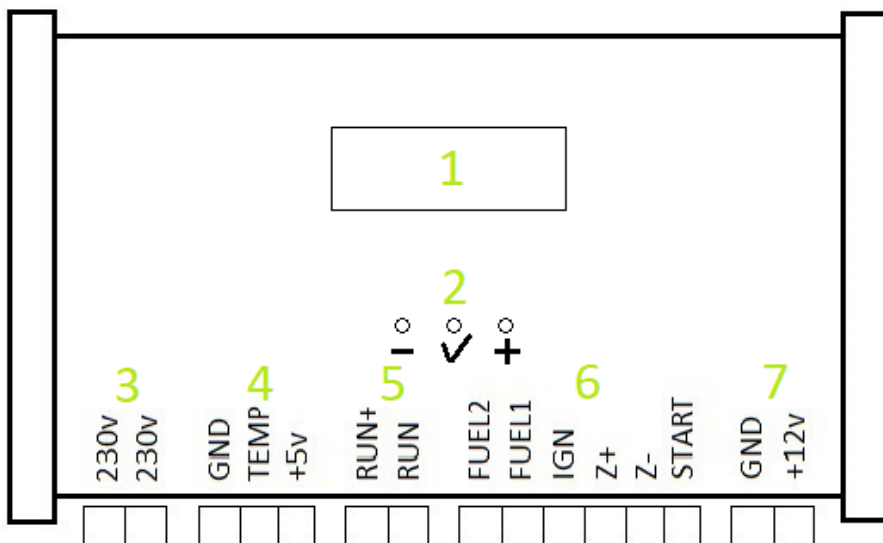 1
2
- ✓ +
3
4
5
6
7
230v
230v
GND
TEMP
+5v
RUN+
RUN
FUEL2
FUEL1
IGN
Z+
Z-
START
GND
+12v